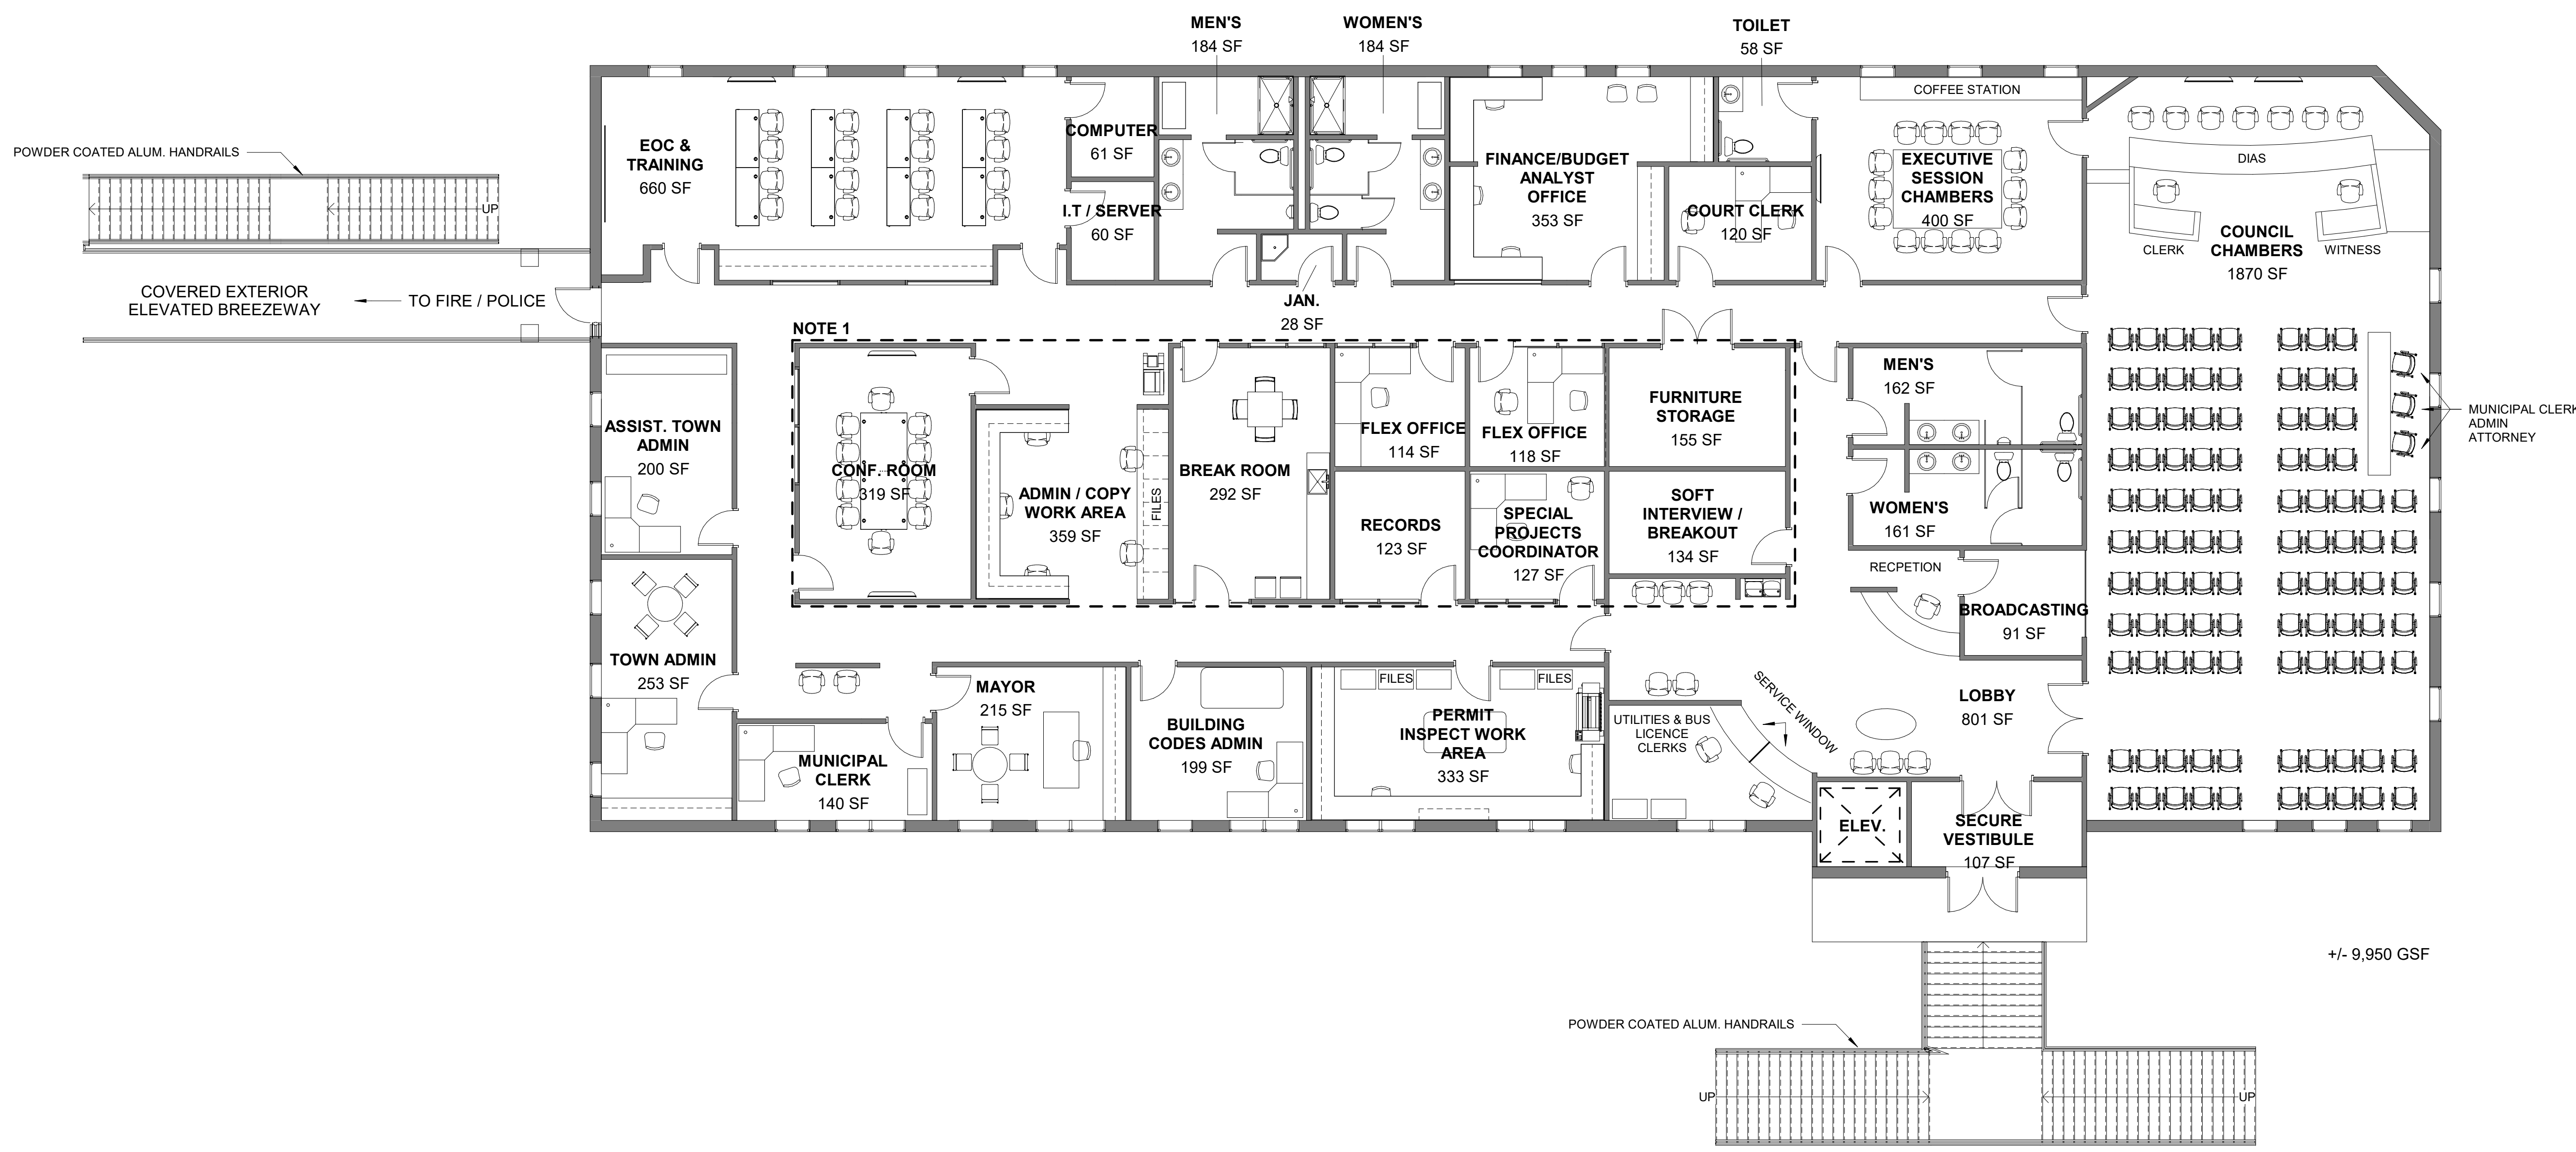 MEN'S
184 SF
WOMEN'S
184 SF
TOILET
58 SF
POWDER COATED ALUM. HANDRAILS
UP
COVERED EXTERIOR
ELEVATED BREEZEWAY
TO FIRE / POLICE
EOC &
TRAINING
660 SF
COMPUTER
61 SF
I.T / SERVER
60 SF
JAN.
28 SF
FINANCE/BUDGET
ANALYST
OFFICE
353 SF
COURT CLERK
120 SF
COFFEE STATION
EXECUTIVE
SESSION
CHAMBERS
400 SF
DIAS
CLERK
WITNESS
COUNCIL
CHAMBERS
1870 SF
NOTE 1
ASSIST. TOWN
ADMIN
200 SF
CONF. ROOM
319 SF
ADMIN / COPY
WORK AREA
359 SF
FILES
BREAK ROOM
292 SF
FLEX OFFICE
114 SF
FLEX OFFICE
118 SF
FURNITURE
STORAGE
155 SF
MEN'S
162 SF
MUNICIPAL CLERK
ADMIN
ATTORNEY
RECORDS
123 SF
SPECIAL
PROJECTS
COORDINATOR
127 SF
SOFT
INTERVIEW /
BREAKOUT
134 SF
WOMEN'S
161 SF
RECPETION
BROADCASTING
91 SF
TOWN ADMIN
253 SF
MUNICIPAL
CLERK
140 SF
MAYOR
215 SF
BUILDING
CODES ADMIN
199 SF
FILES
FILES
PERMIT
INSPECT WORK
AREA
333 SF
UTILITIES & BUS
LICENCE
CLERKS
SERVICE WINDOW
LOBBY
801 SF
ELEV.
SECURE
VESTIBULE
107 SF
+/- 9,950 GSF
POWDER COATED ALUM. HANDRAILS
UP
UP